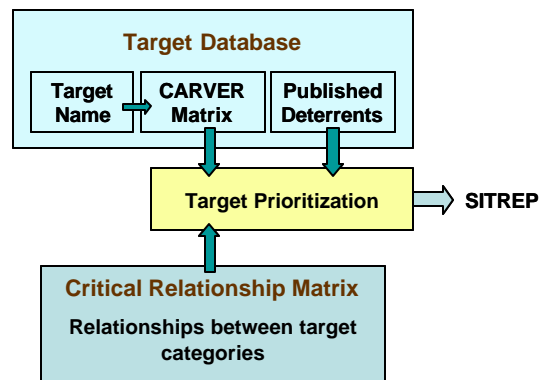 Target Database
Target
Name
CARVER
Matrix
Published
Deterrents
Target Prioritization
SITREP
Critical Relationship Matrix
Relationships between target
categories